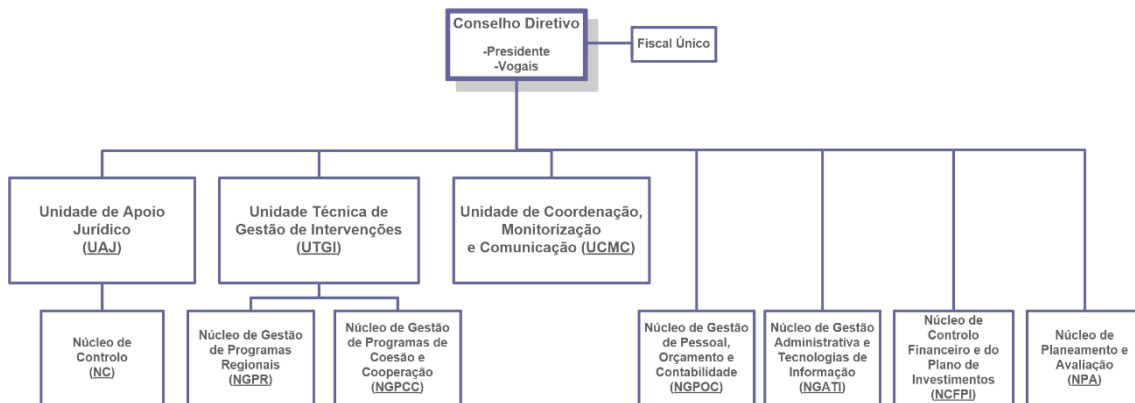 Conselho Diretivo
-Presidente
-Vogais
Fiscal Único
Unidade de Apoio
Jurídico
(UAJ)
Unidade Técnica de
Gestão de Intervenções
(UTGI)
Unidade de Coordenação,
Monitorização
e Comunicação (UCMC)
Núcleo de
Controlo
(NC)
Núcleo de Gestão
de Programas
Regionais
(NGPR)
Núcleo de Gestão
de Programas de
Coesão e
Cooperação
(NGPCC)
Núcleo de Gestão
de Pessoal,
Orçamento e
Contabilidade
(NGPOC)
Núcleo de Gestão
Administrativa e
Tecnologias de
Informação
(NGATI)
Núcleo de
Controlo
Financeiro e do
Plano de
Investimentos
(NCFPI)
Núcleo de
Planeamento e
Avaliação
(NPA)